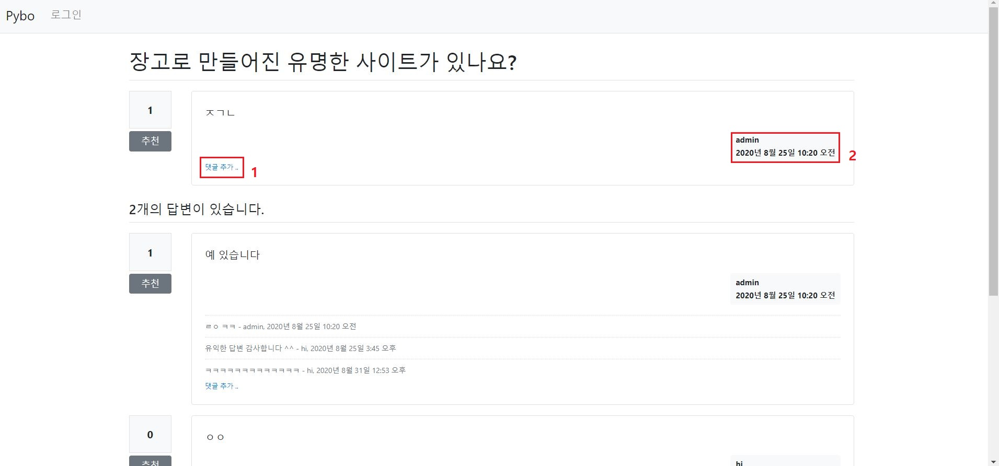 Pybo 로그인
장고로 만들어진 유명한 사이트가 있나요?
1
추천
ㅈㄱㄴ
admin
2020년 8월 25일 10:20 오전
2
댓글 추가 ..
1
2개의 답변이 있습니다.
1
추천
예 있습니다
admin
2020년 8월 25일 10:20 오전
ㄹㅇ ㅋㅋ - admin, 2020년 8월 25일 10:20 오전
유익한 답변 감사합니다 ^^ - hi, 2020년 8월 25일 3:45 오후
ㅋㅋㅋㅋㅋㅋㅋㅋㅋㅋㅋㅋㅋ - hi, 2020년 8월 31일 12:53 오후
댓글 추가 ..
0
추천
ㅇㅇ
hi